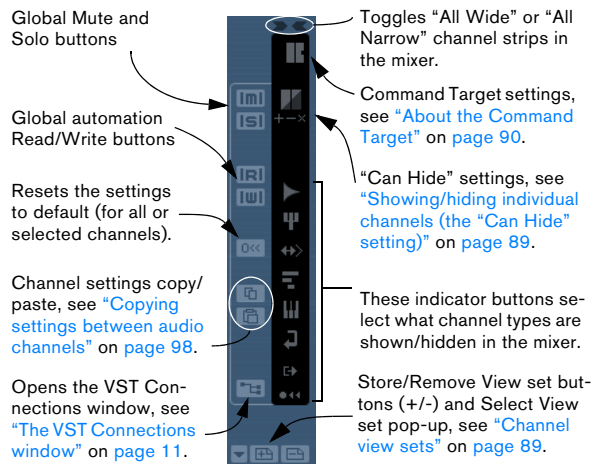 Global Mute and
Solo buttons
Global automation
Read/Write buttons
Resets the settings
to default (for all or
selected channels).
Channel settings copy/
paste, see “Copying
settings between audio
channels” on page 98.
Opens the VST Con-
nections window, see
“The VST Connections
window” on page 11.
|m|
|s|
|R|
|W|
0<<
Toggles “All Wide” or “All
Narrow” channel strips in
the mixer.
Command Target settings,
see “About the Command
Target” on page 90.
“Can Hide” settings, see
“Showing/hiding individual
channels (the “Can Hide”
setting)” on page 89.
These indicator buttons se-
lect what channel types are
shown/hidden in the mixer.
Store/Remove View set but-
tons (+/-) and Select View
set pop-up, see “Channel
view sets” on page 89.